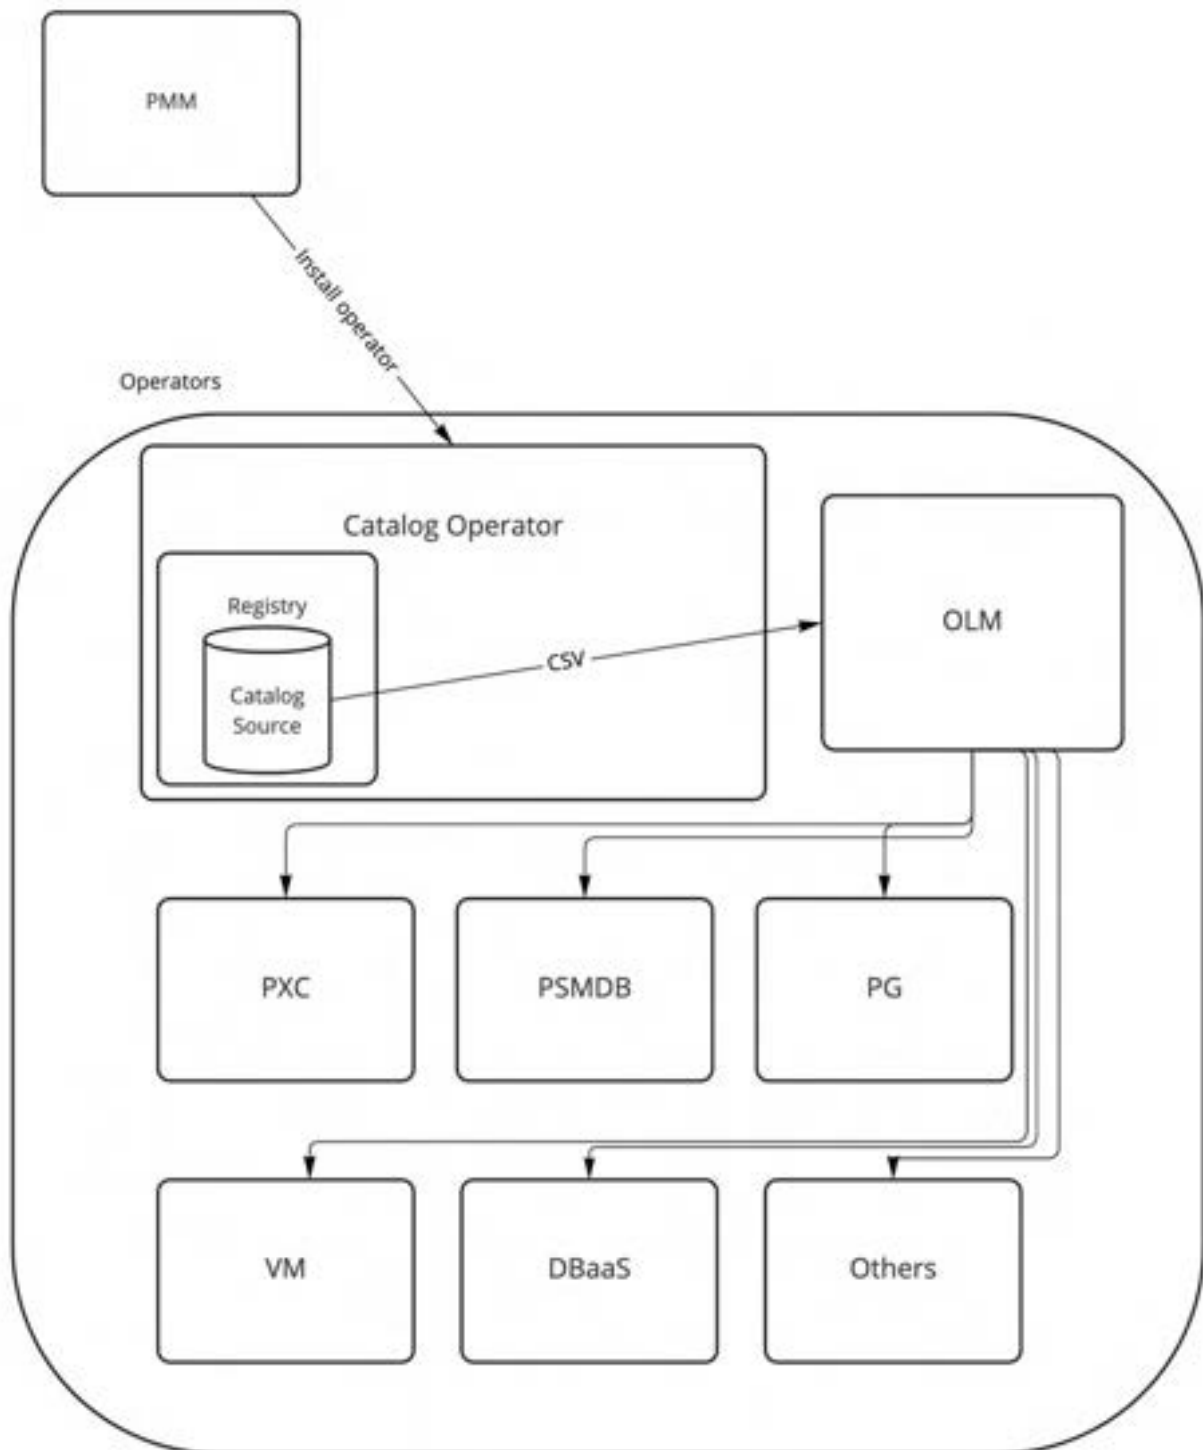 PMM
install operator
Operators
Catalog Operator
Registry
Catalog
Source
CSV
OLM
PXC
PSMDB
PG
VM
DBaaS
Others